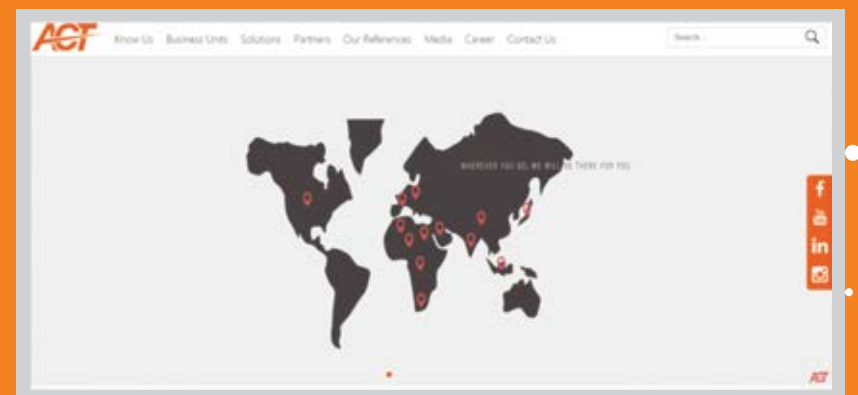 ACT Know Us Business Units Solutions Partners Our References Media Career Contact Us Search...
WHEREVER YOU GO, WE WILL BE THERE FOR YOU
f
You
in
ACT